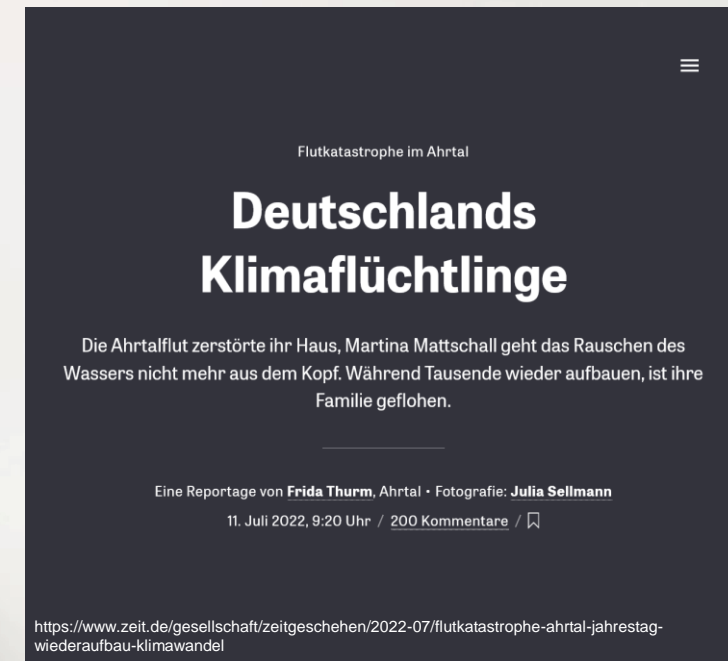 Flutkatastrophe im Ahrtal
Deutschlands
Klimaflüchtlinge
Die Ahrtalflut zerstörte ihr Haus, Martina Mattschall geht das Rauschen des
Wassers nicht mehr aus dem Kopf. Während Tausende wieder aufbauen, ist ihre
Familie geflohen.
Eine Reportage von Frida Thurm, Ahrtal • Fotografie: Julia Sellmann
11. Juli 2022, 9:20 Uhr / 200 Kommentare /
https://www.zeit.de/gesellschaft/zeitgeschehen/2022-07/flutkatastrophe-ahrtal-jahrestag-
wiederaufbau-klimawandel